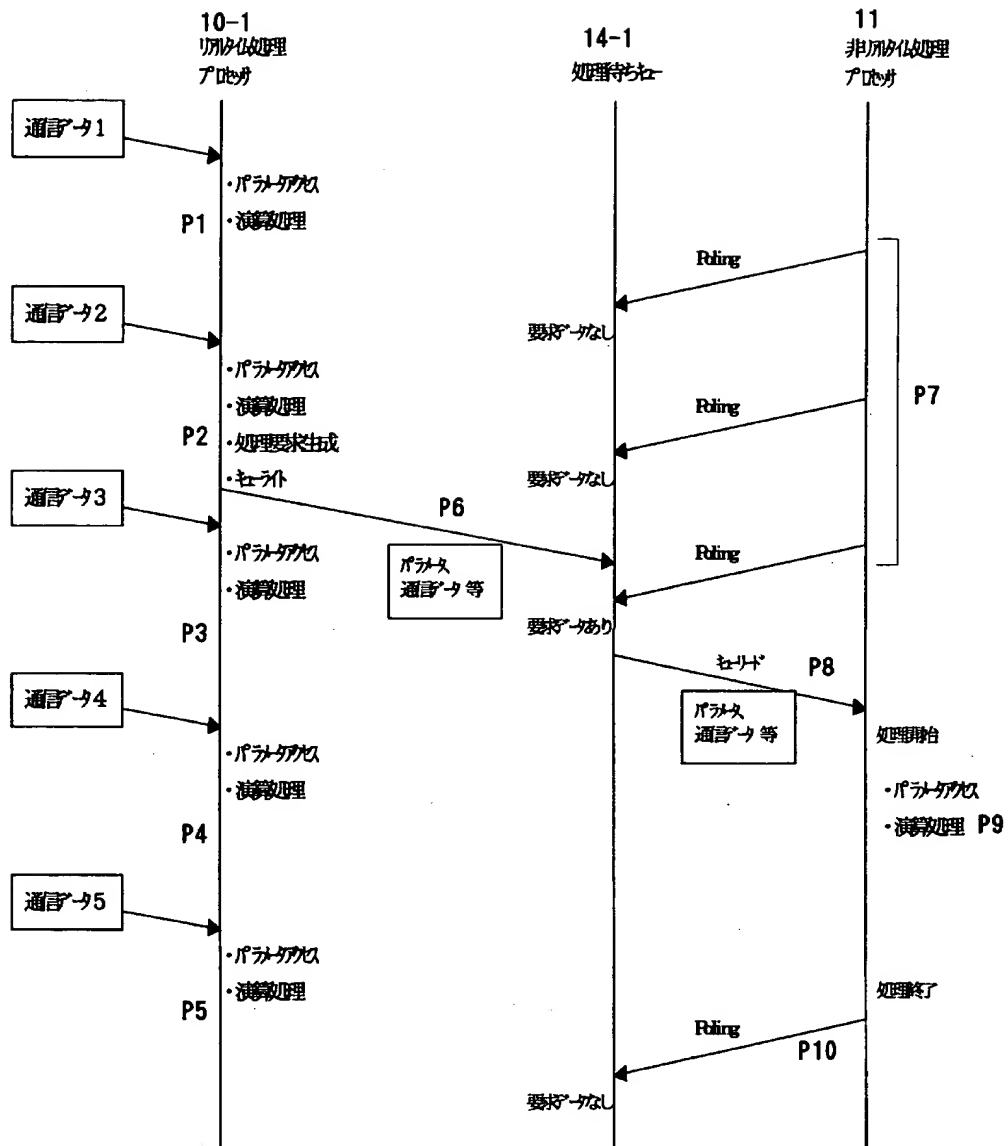 10-1
リアルタイム処理
プロセッサ
14-1
処理待ちキュー
11
非リアルタイム処理
プロセッサ
通信データ1
・パラメータアクセス
P1
・演算処理
Poling
通信データ2
要求データなし
・パラメータアクセス
・演算処理
P2
・処理要求生成
・キューライト
Poling
P7
要求データなし
通信データ3
P6
・パラメータアクセス
・演算処理
パラメータ、
通信データ等
Poling
P3
要求データあり
キューリード
P8
通信データ4
パラメータ、
通信データ等
処理開始
・パラメータアクセス
・演算処理
・パラメータアクセス
・演算処理 P9
P4
通信データ5
・パラメータアクセス
・演算処理
P5
処理終了
Poling
P10
要求データなし